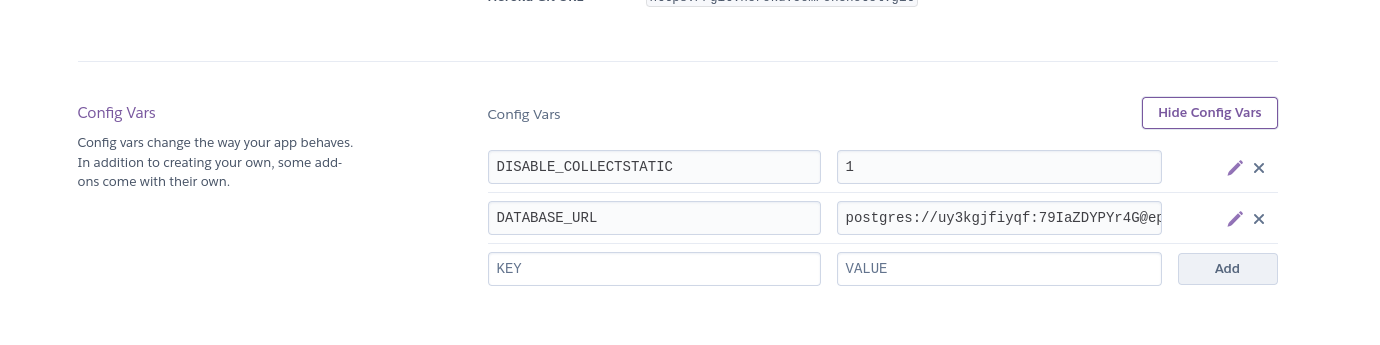 Config Vars
Config vars change the way your app behaves.
In addition to creating your own, some add-
ons come with their own.
Config Vars
Hide Config Vars
DISABLE_COLLECTSTATIC
1
DATABASE_URL
postgres://uy3kgjfiyqf:79IaZDYPYr4G@ep
KEY
VALUE
Add